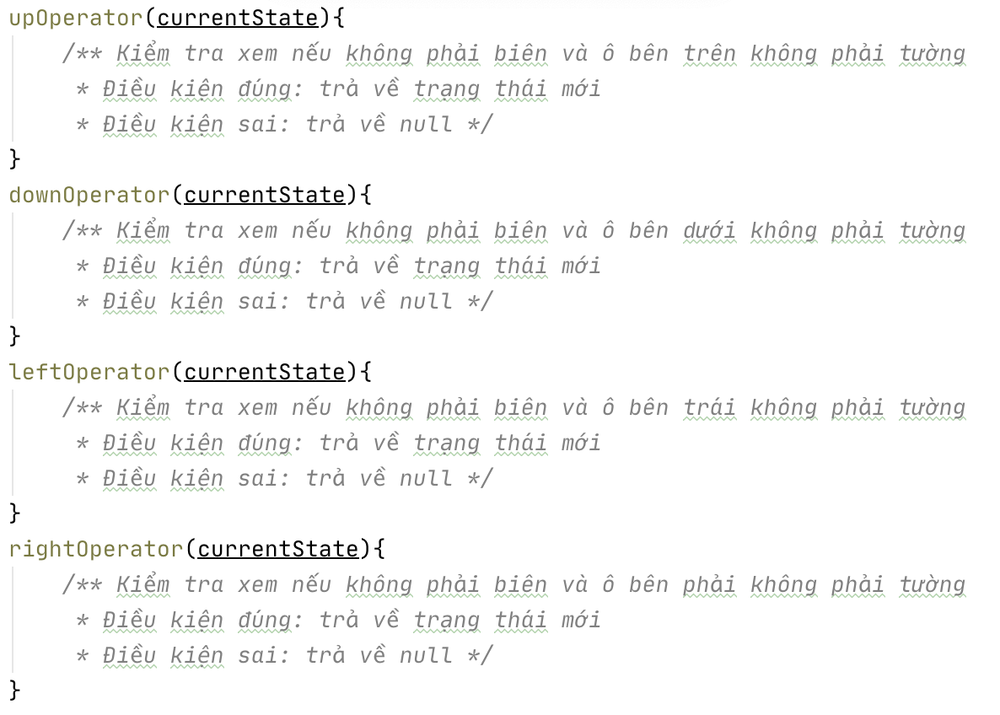 upOperator(currentState){
/** Kiểm tra xem nếu không phải biên và ô bên trên không phải tường
* Điều kiện đúng: trả về trạng thái mới
* Điều kiện sai: trả về null */
}
downOperator(currentState){
/** Kiểm tra xem nếu không phải biên và ô bên dưới không phải tường
* Điều kiện đúng: trả về trạng thái mới
* Điều kiện sai: trả về null */
}
leftOperator(currentState){
/** Kiểm tra xem nếu không phải biên và ô bên trái không phải tường
* Điều kiện đúng: trả về trạng thái mới
* Điều kiện sai: trả về null */
}
rightOperator(currentState){
/** Kiểm tra xem nếu không phải biên và ô bên phải không phải tường
* Điều kiện đúng: trả về trạng thái mới
* Điều kiện sai: trả về null */
}